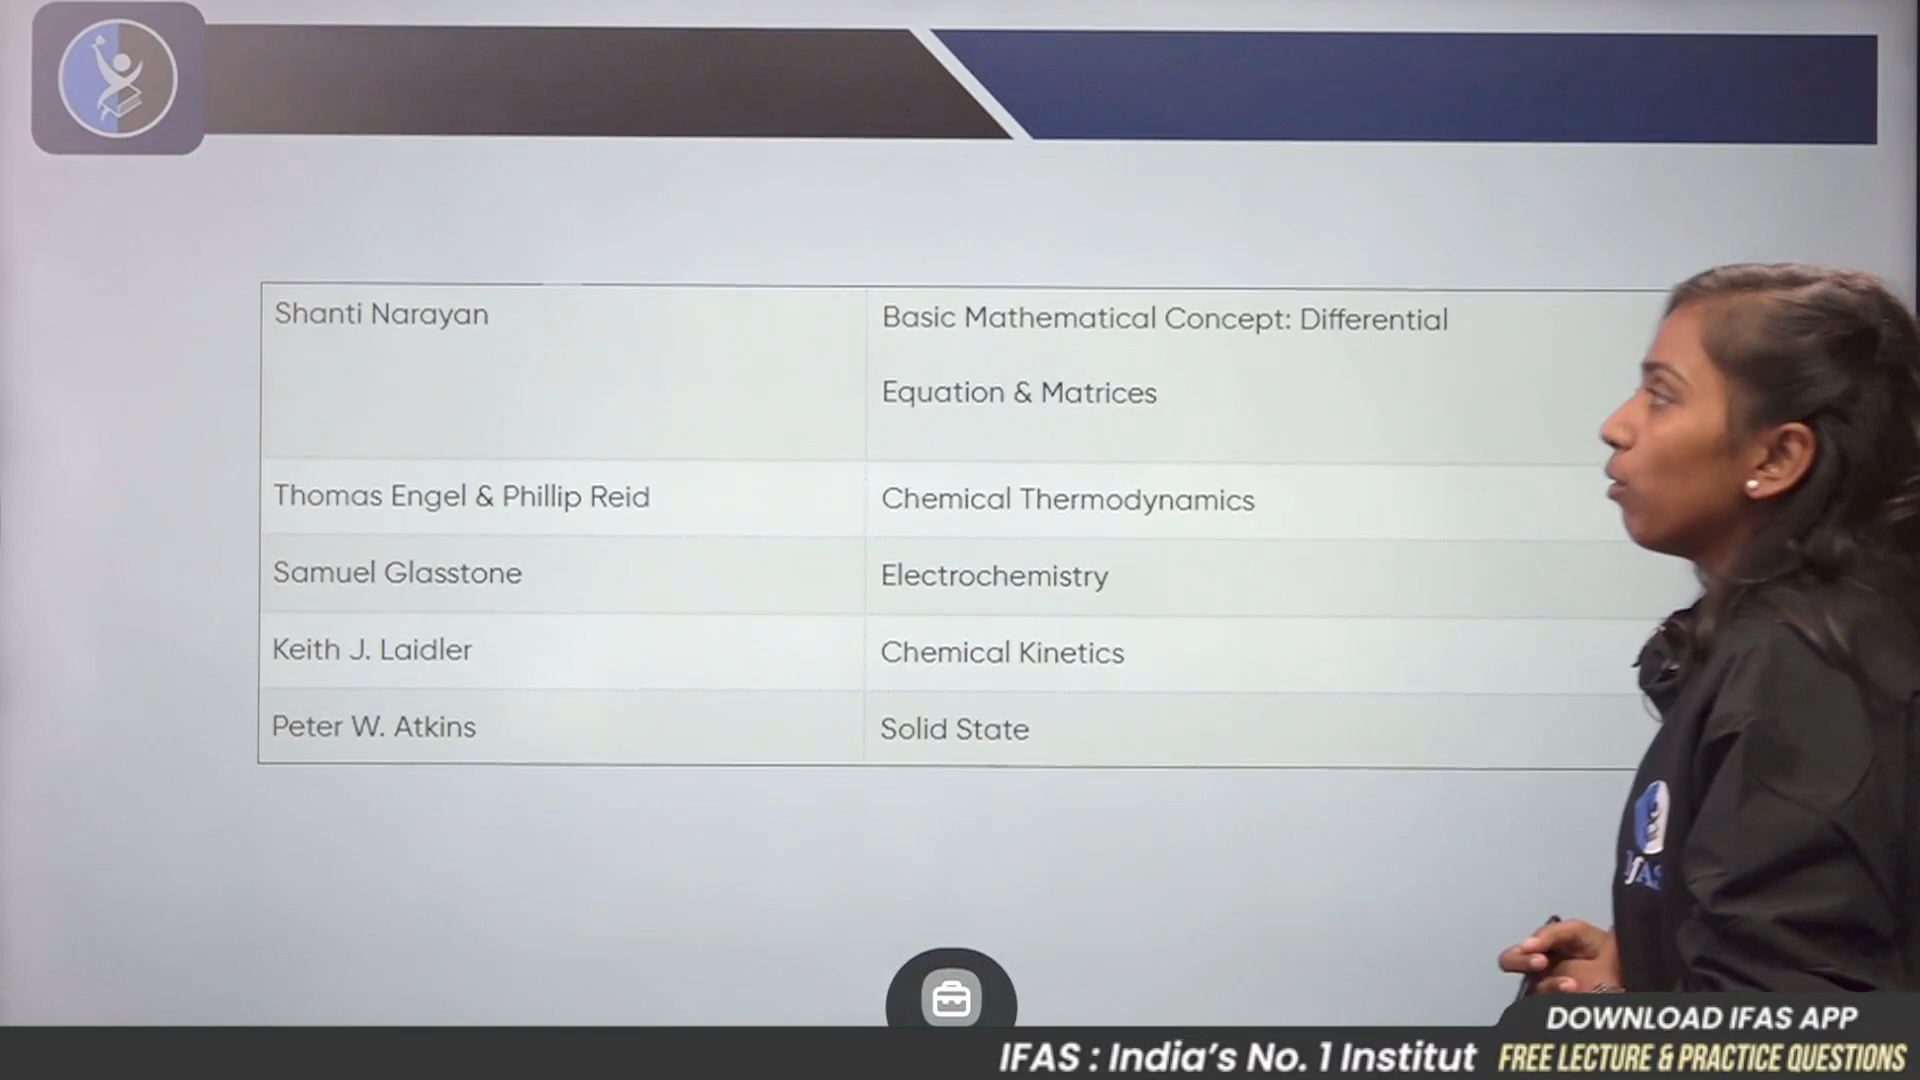 Shanti Narayan
Basic Mathematical Concept: Differential
Equation & Matrices
Thomas Engel & Phillip Reid
Chemical Thermodynamics
Samuel Glasstone
Electrochemistry
Keith J. Laidler
Chemical Kinetics
Peter W. Atkins
Solid State
IFAS
DOWNLOAD IFAS APP
IFAS : India's No. 1 Institut
FREE LECTURE & PRACTICE QUESTIONS